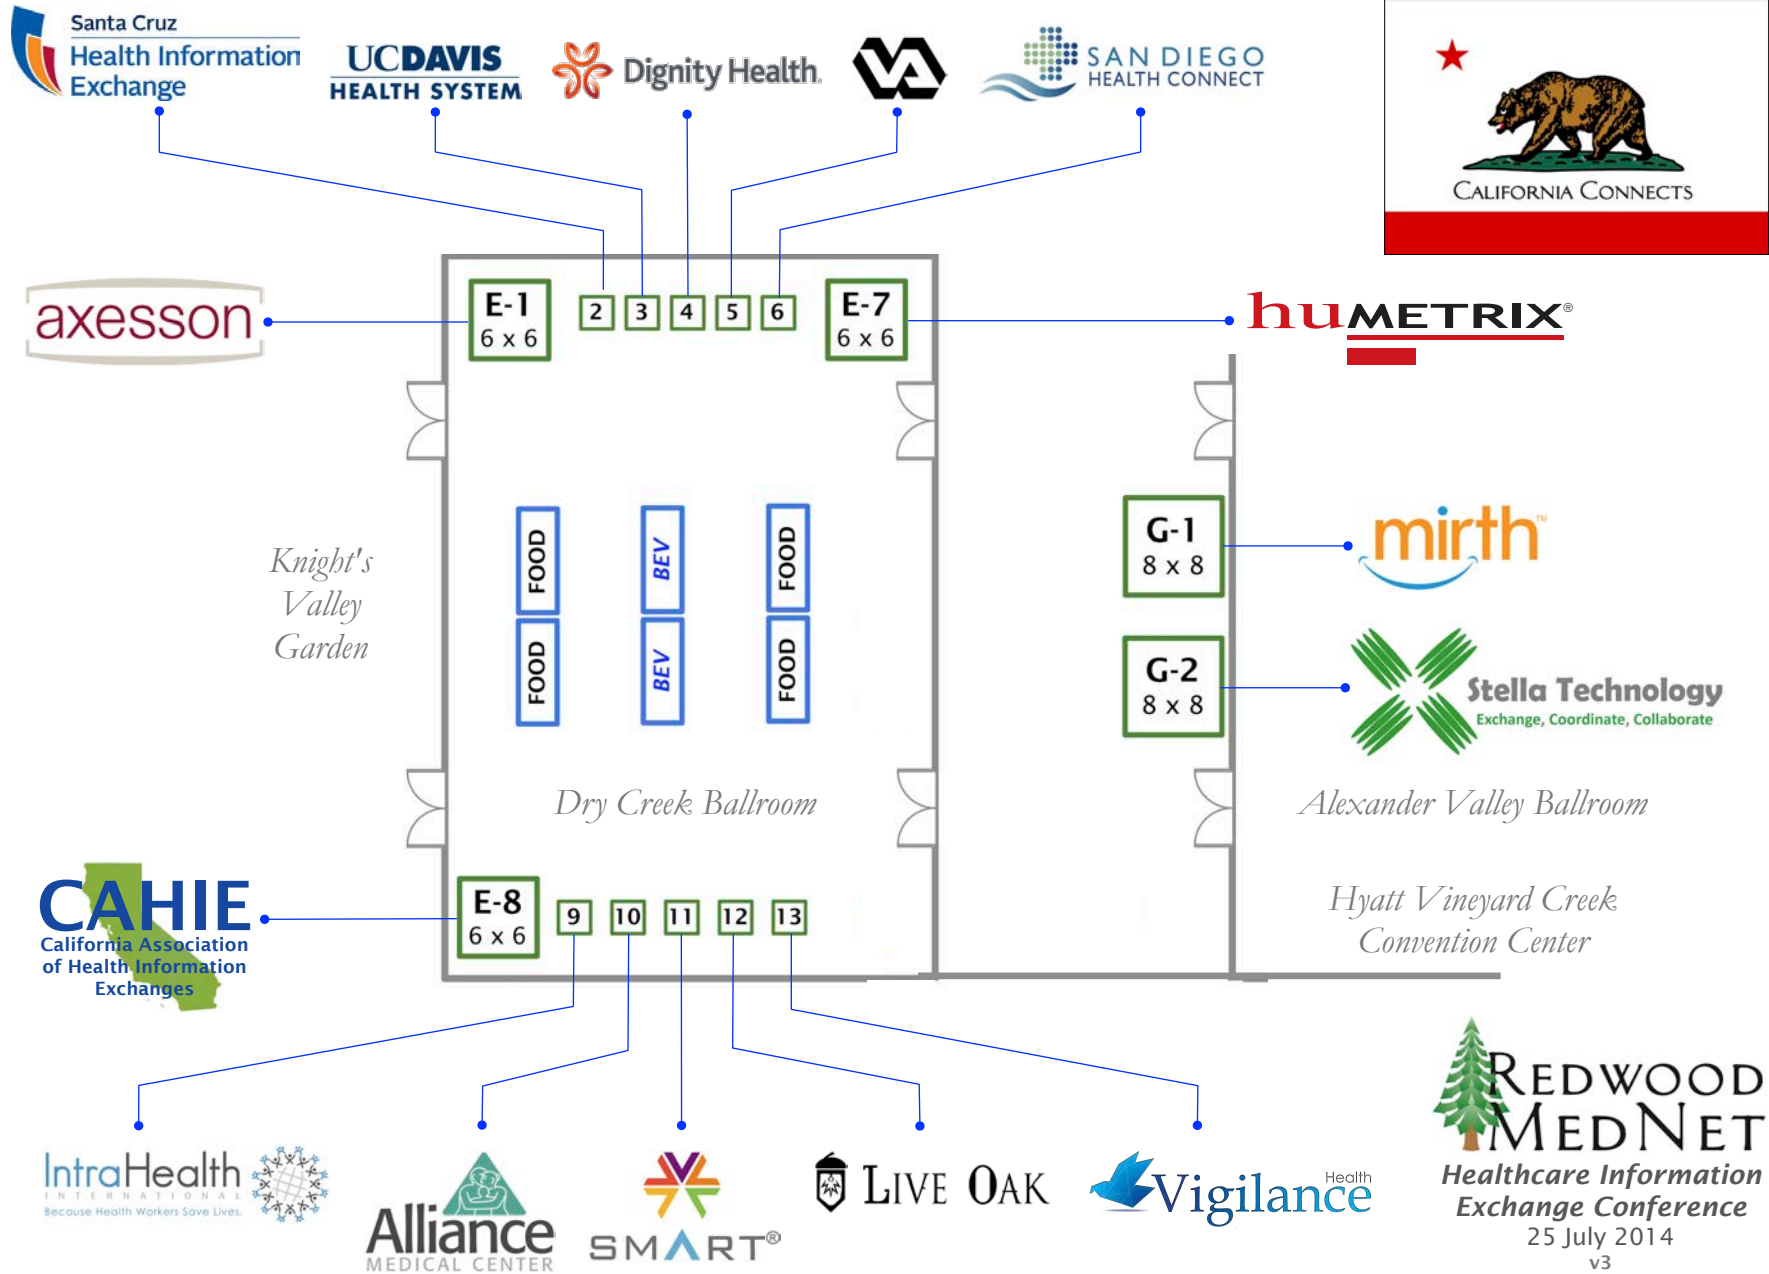 Santa Cruz
Health Information
Exchange
UCDAVIS
HEALTH SYSTEM
Dignity Health.
VA
SAN DIEGO
HEALTH CONNECT
CALIFORNIA CONNECTS
axesson
E-1
6 x 6
2
3
4
5
6
E-7
6 x 6
huMETRIX®
Knight's
Valley
Garden
FOOD
BEV
FOOD
FOOD
BEV
FOOD
G-1
8 x 8
mirth™
G-2
8 x 8
Stella Technology
Exchange, Coordinate, Collaborate
Dry Creek Ballroom
Alexander Valley Ballroom
CAHIE
California Association
of Health Information
Exchanges
E-8
6 x 6
9
10
11
12
13
Hyatt Vineyard Creek
Convention Center
IntraHealth
INTERNATIONAL
Because Health Workers Save Lives.
Alliance
MEDICAL CENTER
SMART®
LIVE OAK
Vigilance
Health
REDWOOD
MEDNET
Healthcare Information
Exchange Conference
25 July 2014
v3